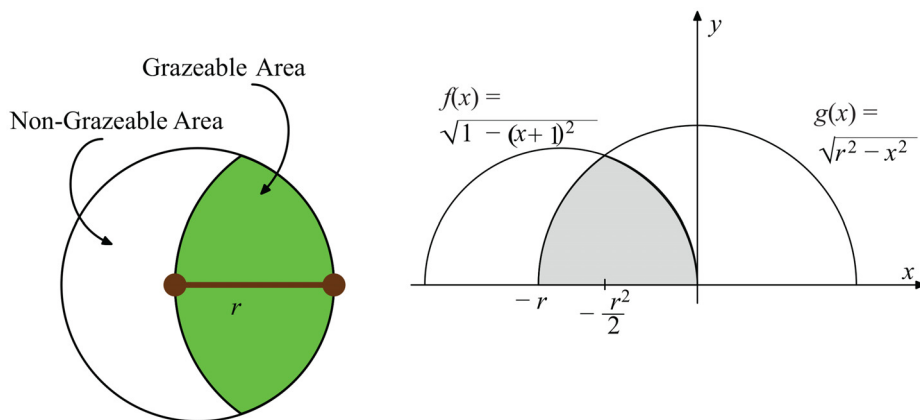 Grazeable Area
Non-Grazeable Area
r
y
f(x) =
√1 − (x+1)²
g(x) =
√r² − x²
x
− r
− r²/2